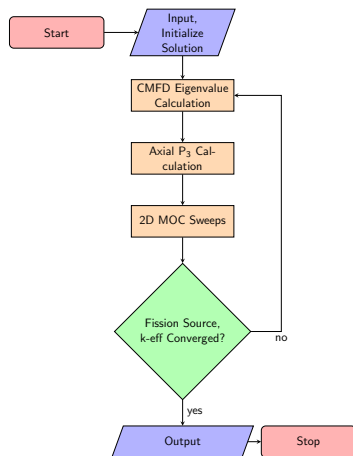 Start
Input,
Initialize
Solution
CMFD Eigenvalue
Calculation
Axial P₃ Cal-
culation
2D MOC Sweeps
Fission Source,
k-eff Converged?
no
yes
Output
Stop